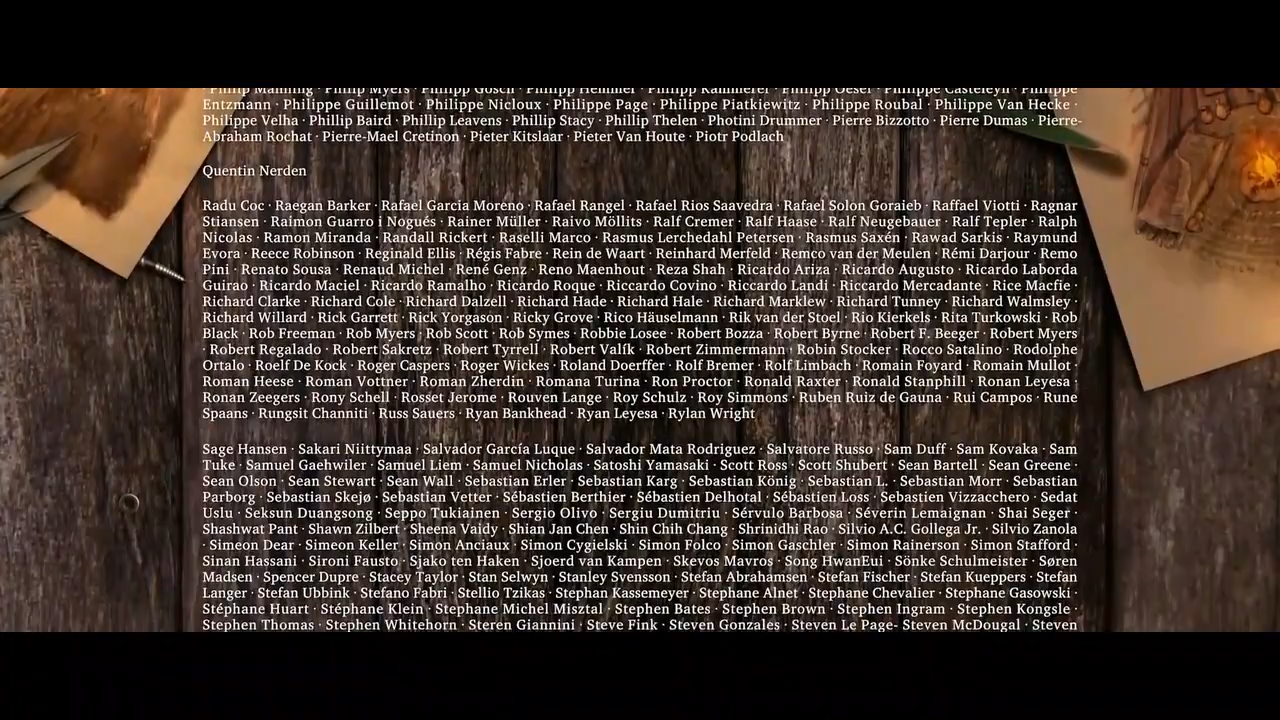 · Philip Manning · Philip Myers · Philipp Gosch · Philipp Hemmer · Philipp Kammerer · Philipp Oeser · Philippe Casteleyn · Philippe
Entzmann · Philippe Guillemot · Philippe Nicloux · Philippe Page · Philippe Piatkiewitz · Philippe Roubal · Philippe Van Hecke ·
Philippe Velha · Phillip Baird · Phillip Leavens · Phillip Stacy · Phillip Thelen · Photini Drummer · Pierre Bizzotto · Pierre Dumas · Pierre-
Abraham Rochat · Pierre-Mael Cretinon · Pieter Kitslaar · Pieter Van Houte · Piotr Podlach
Quentin Nerden
Radu Coc · Raegan Barker · Rafael Garcia Moreno · Rafael Rangel · Rafael Rios Saavedra · Rafael Solon Goraieb · Raffael Viotti · Ragnar
Stiansen · Raimon Guarro i Nogués · Rainer Müller · Raivo Möllits · Ralf Cremer · Ralf Haase · Ralf Neugebauer · Ralf Tepler · Ralph
Nicolas · Ramon Miranda · Randall Rickert · Raselli Marco · Rasmus Lerchedahl Petersen · Rasmus Saxén · Rawad Sarkis · Raymund
Evora · Reece Robinson · Reginald Ellis · Régis Fabre · Rein de Waart · Reinhard Merfeld · Remco van der Meulen · Rémi Darjour · Remo
Pini · Renato Sousa · Renaud Michel · René Genz · Reno Maenhout · Reza Shah · Ricardo Ariza · Ricardo Augusto · Ricardo Laborda
Guirao · Ricardo Maciel · Ricardo Ramalho · Ricardo Roque · Riccardo Covino · Riccardo Landi · Riccardo Mercadante · Rice Macfie ·
Richard Clarke · Richard Cole · Richard Dalzell · Richard Hade · Richard Hale · Richard Marklew · Richard Tunney · Richard Walmsley ·
Richard Willard · Rick Garrett · Rick Yorgason · Ricky Grove · Rico Häuselmann · Rik van der Stoel · Rio Kierkels · Rita Turkowski · Rob
Black · Rob Freeman · Rob Myers · Rob Scott · Rob Symes · Robbie Losee · Robert Bozza · Robert Byrne · Robert F. Beeger · Robert Myers
· Robert Regalado · Robert Sakretz · Robert Tyrrell · Robert Valík · Robert Zimmermann · Robin Stocker · Rocco Satalino · Rodolphe
Ortalo · Roelf De Kock · Roger Caspers · Roger Wickes · Roland Doerffer · Rolf Bremer · Rolf Limbach · Romain Foyard · Romain Mullot ·
Roman Heese · Roman Vottner · Roman Zherdin · Romana Turina · Ron Proctor · Ronald Raxter · Ronald Stanphill · Ronan Leyesa ·
Ronan Zeegers · Rony Schell · Rosset Jerome · Rouven Lange · Roy Schulz · Roy Simmons · Ruben Ruiz de Gauna · Rui Campos · Rune
Spaans · Rungsit Channiti · Russ Sauers · Ryan Bankhead · Ryan Leyesa · Rylan Wright
Sage Hansen · Sakari Niittymaa · Salvador García Luque · Salvador Mata Rodriguez · Salvatore Russo · Sam Duff · Sam Kovaka · Sam
Tuke · Samuel Gaehwiler · Samuel Liem · Samuel Nicholas · Satoshi Yamasaki · Scott Ross · Scott Shubert · Sean Bartell · Sean Greene ·
Sean Olson · Sean Stewart · Sean Wall · Sebastian Erler · Sebastian Karg · Sebastian König · Sebastian L. · Sebastian Morr · Sebastian
Parborg · Sebastian Skejø · Sebastian Vetter · Sébastien Berthier · Sébastien Delhotal · Sébastien Loss · Sebastien Vizzacchero · Sedat
Uslu · Seksun Duangsong · Seppo Tukiainen · Sergio Olivo · Sergiu Dumitriu · Sérvulo Barbosa · Séverin Lemaignan · Shai Seger ·
Shashwat Pant · Shawn Zilbert · Sheena Vaidy · Shian Jan Chen · Shin Chih Chang · Shrinidhi Rao · Silvio A.C. Gollega Jr. · Silvio Zanola
· Simeon Dear · Simeon Keller · Simon Anciaux · Simon Cygielski · Simon Folco · Simon Gaschler · Simon Rainerson · Simon Stafford ·
Sinan Hassani · Sironi Fausto · Sjako ten Haken · Sjoerd van Kampen · Skevos Mavros · Song HwanEui · Sönke Schulmeister · Søren
Madsen · Spencer Dupre · Stacey Taylor · Stan Selwyn · Stanley Svensson · Stefan Abrahamsen · Stefan Fischer · Stefan Kueppers · Stefan
Langer · Stefan Ubbink · Stefano Fabri · Stellio Tzikas · Stephan Kassemeyer · Stephane Alnet · Stephane Chevalier · Stephane Gasowski ·
Stéphane Huart · Stéphane Klein · Stephane Michel Misztal · Stephen Bates · Stephen Brown · Stephen Ingram · Stephen Kongsle ·
Stephen Thomas · Stephen Whitehorn · Steren Giannini · Steve Fink · Steven Gonzales · Steven Le Page- Steven McDougal · Steven